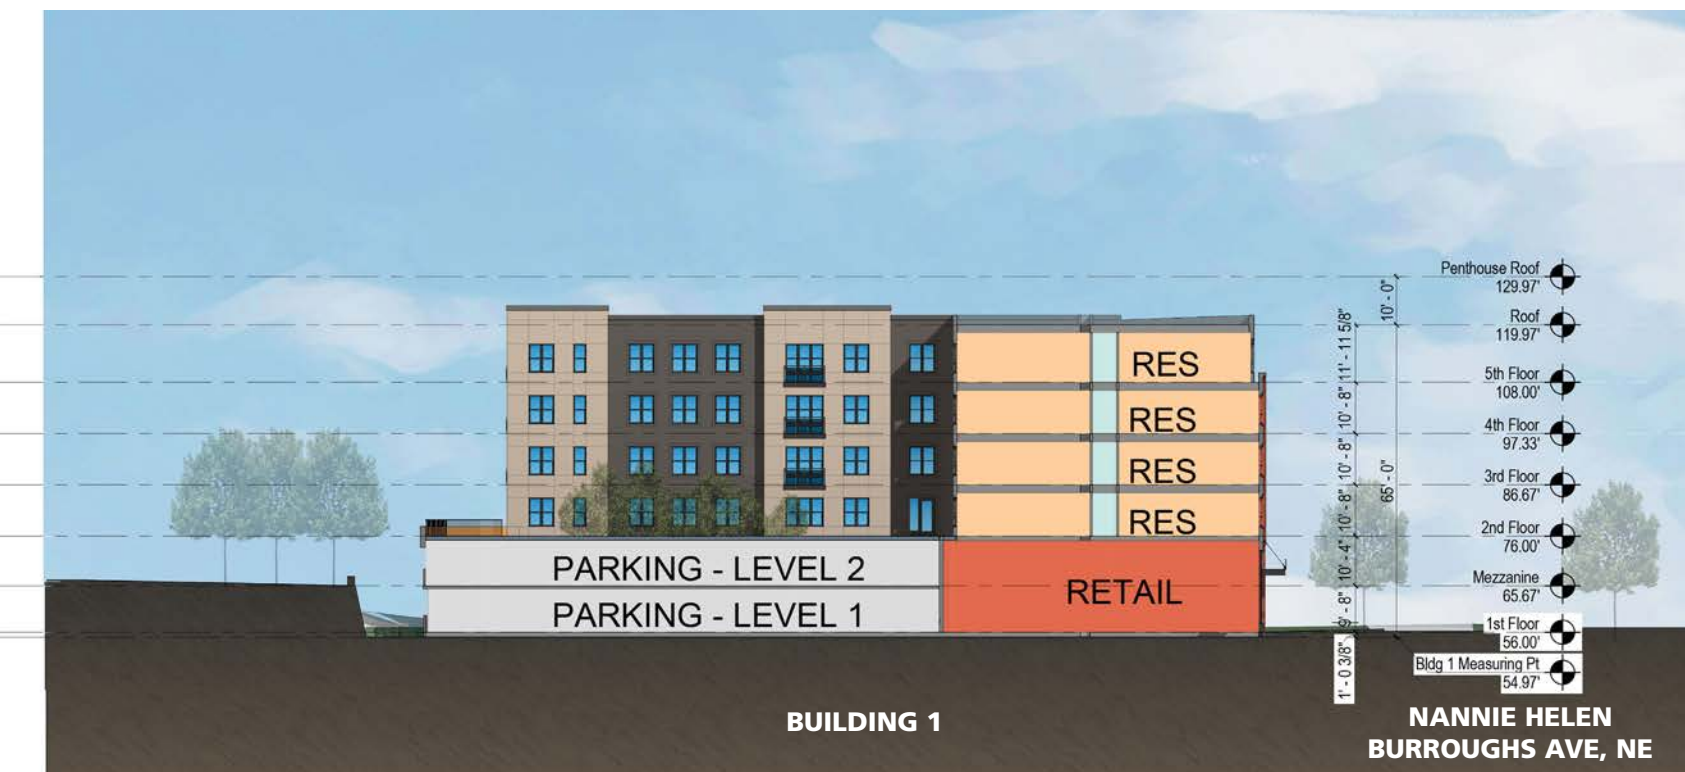 Penthouse Roof
129.97'
10' - 0"
Roof
119.97'
11' - 11 5/8"
RES
5th Floor
108.00'
10' - 8"
RES
4th Floor
97.33'
10' - 8"
RES
65' - 0"
3rd Floor
86.67'
10' - 8"
RES
2nd Floor
76.00'
10' - 4"
PARKING - LEVEL 2
RETAIL
Mezzanine
65.67'
9' - 8"
PARKING - LEVEL 1
1st Floor
56.00'
1' - 0 3/8"
Bldg 1 Measuring Pt
54.97'
BUILDING 1
NANNIE HELEN
BURROUGHS AVE, NE